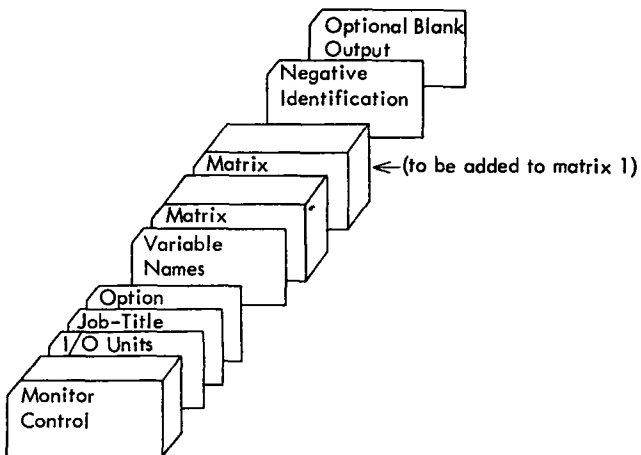 Optional Blank
Output
Negative
Identification
Matrix
(to be added to matrix 1)
Matrix
Variable
Names
Option
Job-Title
I/O Units
Monitor
Control